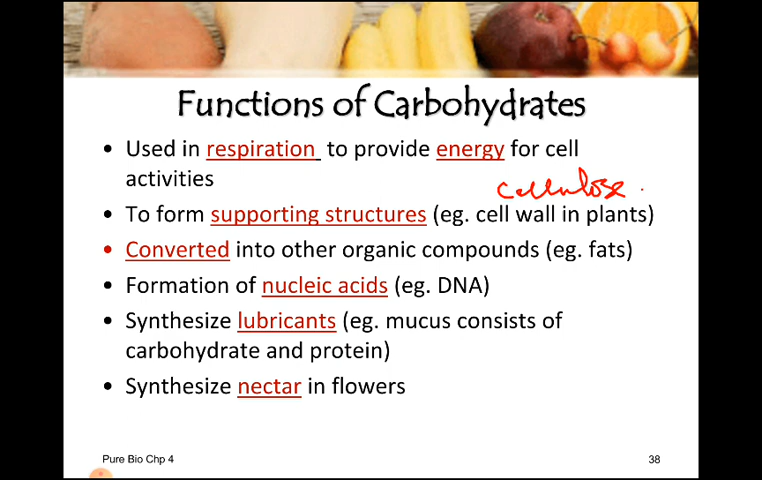 Functions of Carbohydrates
• Used in respiration to provide energy for cell
activities
cellulose.
• To form supporting structures (eg. cell wall in plants)
• Converted into other organic compounds (eg. fats)
• Formation of nucleic acids (eg. DNA)
• Synthesize lubricants (eg. mucus consists of
carbohydrate and protein)
• Synthesize nectar in flowers
Pure Bio Chp 4
38